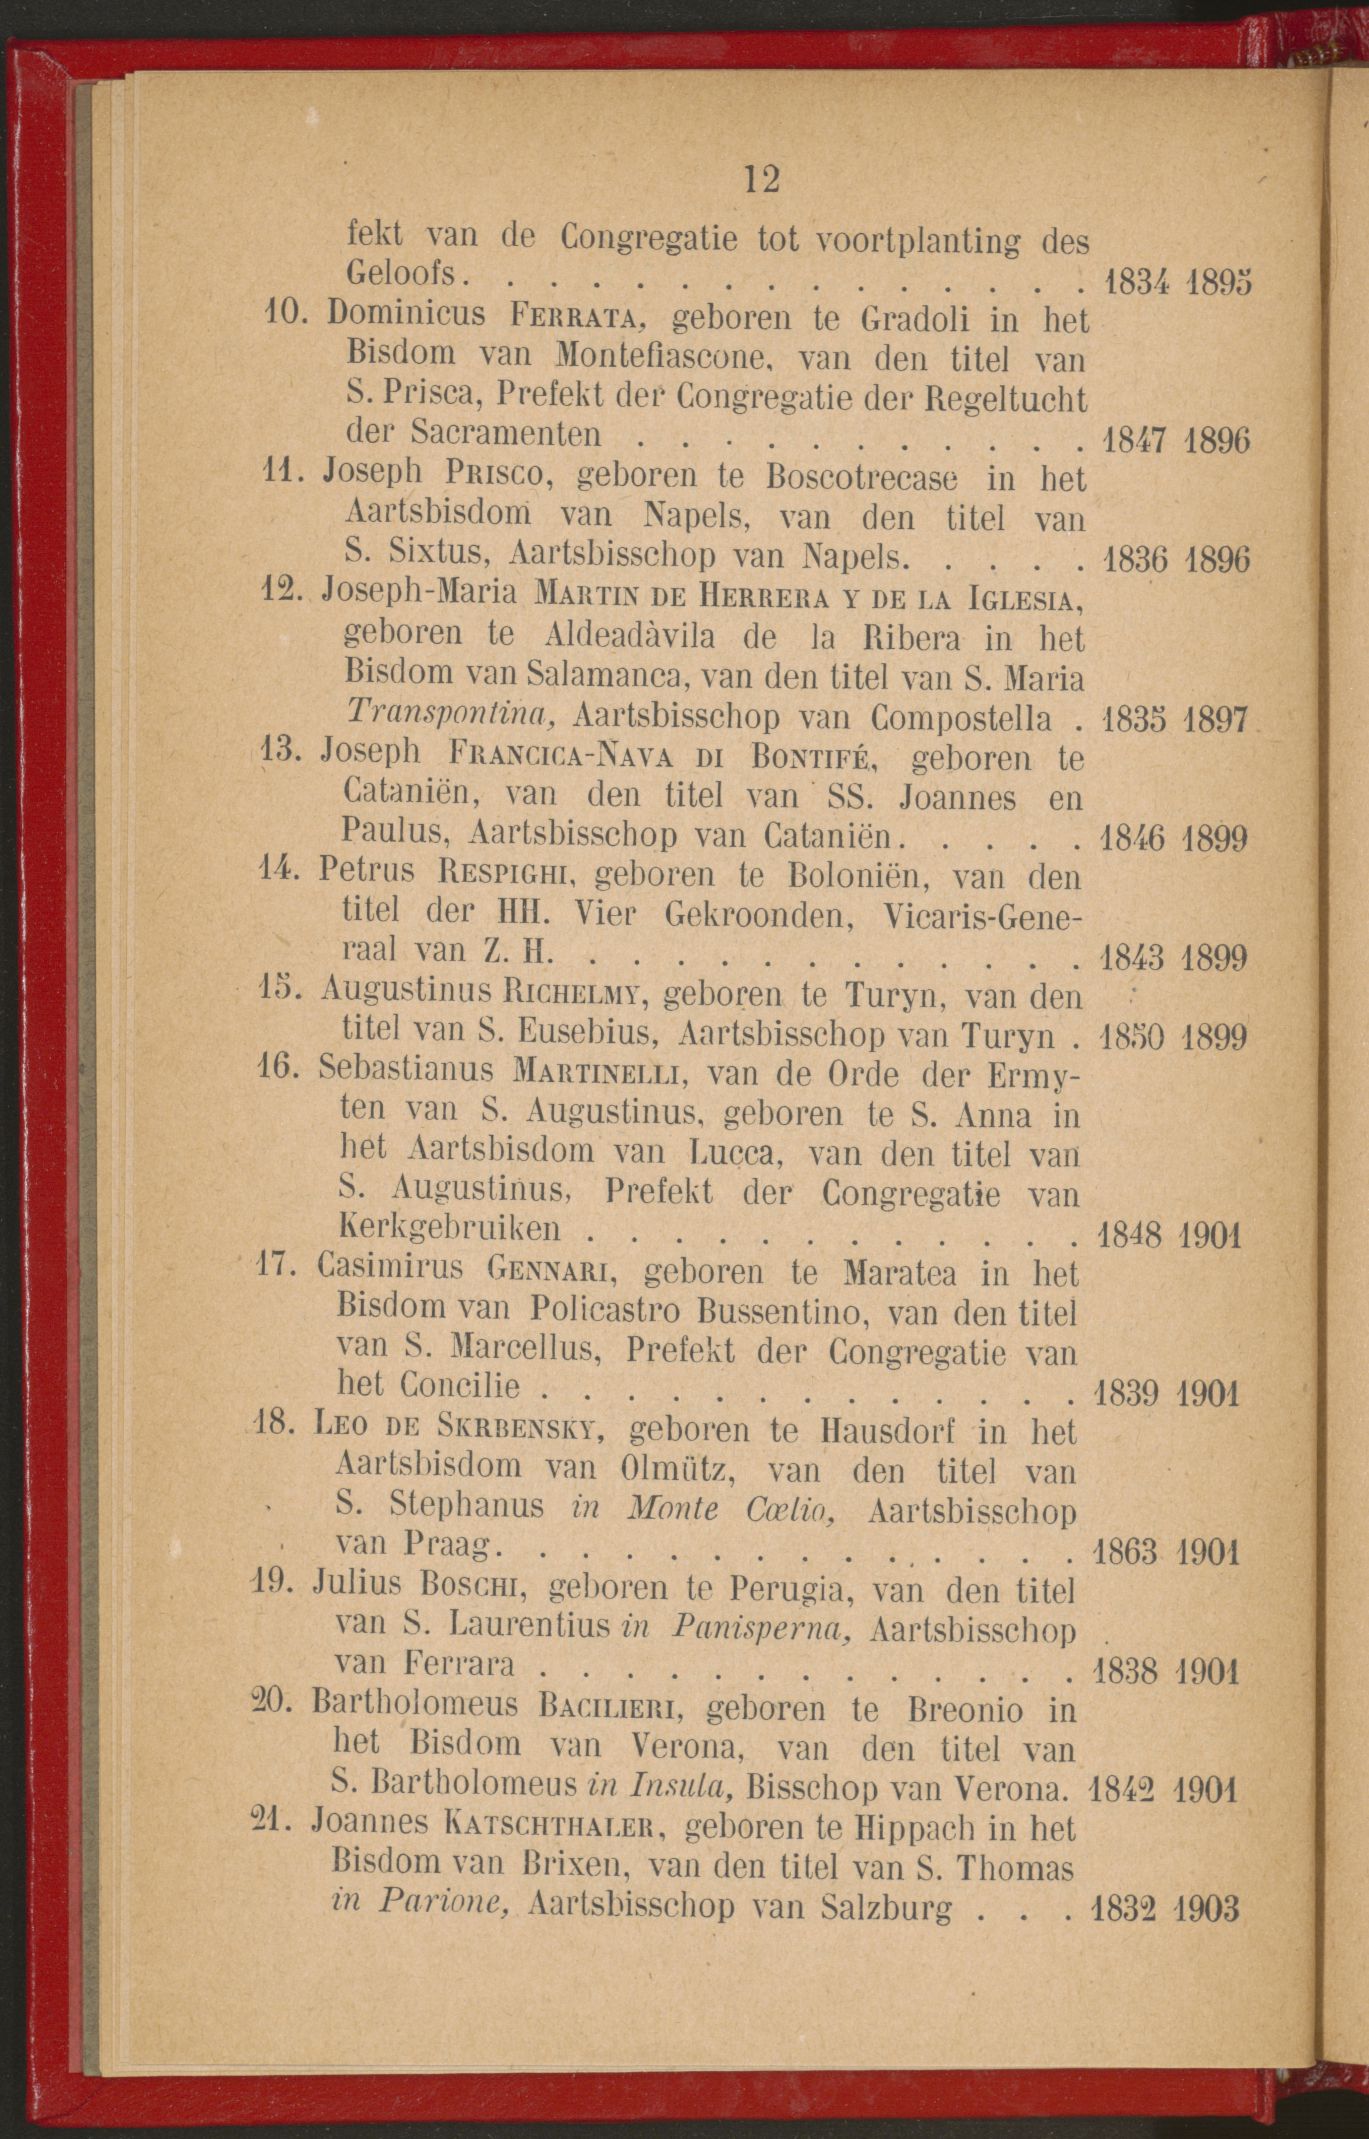 12
fekt van de Congregatie tot voortplanting des
Geloofs. . . . . . . . . . . . . . . 1834 1895
10. Dominicus FERRATA, geboren te Gradoli in het
Bisdom van Montefiascone, van den titel van
S. Prisca, Prefekt der Congregatie der Regeltucht
der Sacramenten . . . . . . . . . . . 1847 1896
11. Joseph PRISCO, geboren te Boscotrecase in het
Aartsbisdom van Napels, van den titel van
S. Sixtus, Aartsbisschop van Napels. . . . . 1836 1896
12. Joseph-Maria MARTIN DE HERRERA Y DE LA IGLESIA,
geboren te Aldeadàvila de la Ribera in het
Bisdom van Salamanca, van den titel van S. Maria
Transpontina, Aartsbisschop van Compostella . 1835 1897
13. Joseph FRANCICA-NAVA DI BONTIFÉ, geboren te
Cataniën, van den titel van SS. Joannes en
Paulus, Aartsbisschop van Cataniën. . . . . 1846 1899
14. Petrus RESPIGHI, geboren te Boloniën, van den
titel der HH. Vier Gekroonden, Vicaris-Gene-
raal van Z. H. . . . . . . . . . . . . 1843 1899
15. Augustinus RICHELMY, geboren te Turyn, van den
titel van S. Eusebius, Aartsbisschop van Turyn . 1850 1899
16. Sebastianus MARTINELLI, van de Orde der Ermy-
ten van S. Augustinus, geboren te S. Anna in
het Aartsbisdom van Lucca, van den titel van
S. Augustinus, Prefekt der Congregatie van
Kerkgebruiken . . . . . . . . . . . . 1848 1901
17. Casimirus GENNARI, geboren te Maratea in het
Bisdom van Policastro Bussentino, van den titel
van S. Marcellus, Prefekt der Congregatie van
het Concilie . . . . . . . . . . . . . 1839 1901
18. LEO DE SKRBENSKY, geboren te Hausdorf in het
Aartsbisdom van Olmütz, van den titel van
S. Stephanus in Monte Cœlio, Aartsbisschop
van Praag. . . . . . . . . . . . . . 1863 1901
19. Julius BOSCHI, geboren te Perugia, van den titel
van S. Laurentius in Panisperna, Aartsbisschop
van Ferrara . . . . . . . . . . . . . 1838 1901
20. Bartholomeus BACILIERI, geboren te Breonio in
het Bisdom van Verona, van den titel van
S. Bartholomeus in Insula, Bisschop van Verona. 1842 1901
21. Joannes KATSCHTHALER, geboren te Hippach in het
Bisdom van Brixen, van den titel van S. Thomas
in Parione, Aartsbisschop van Salzburg . . . 1832 1903